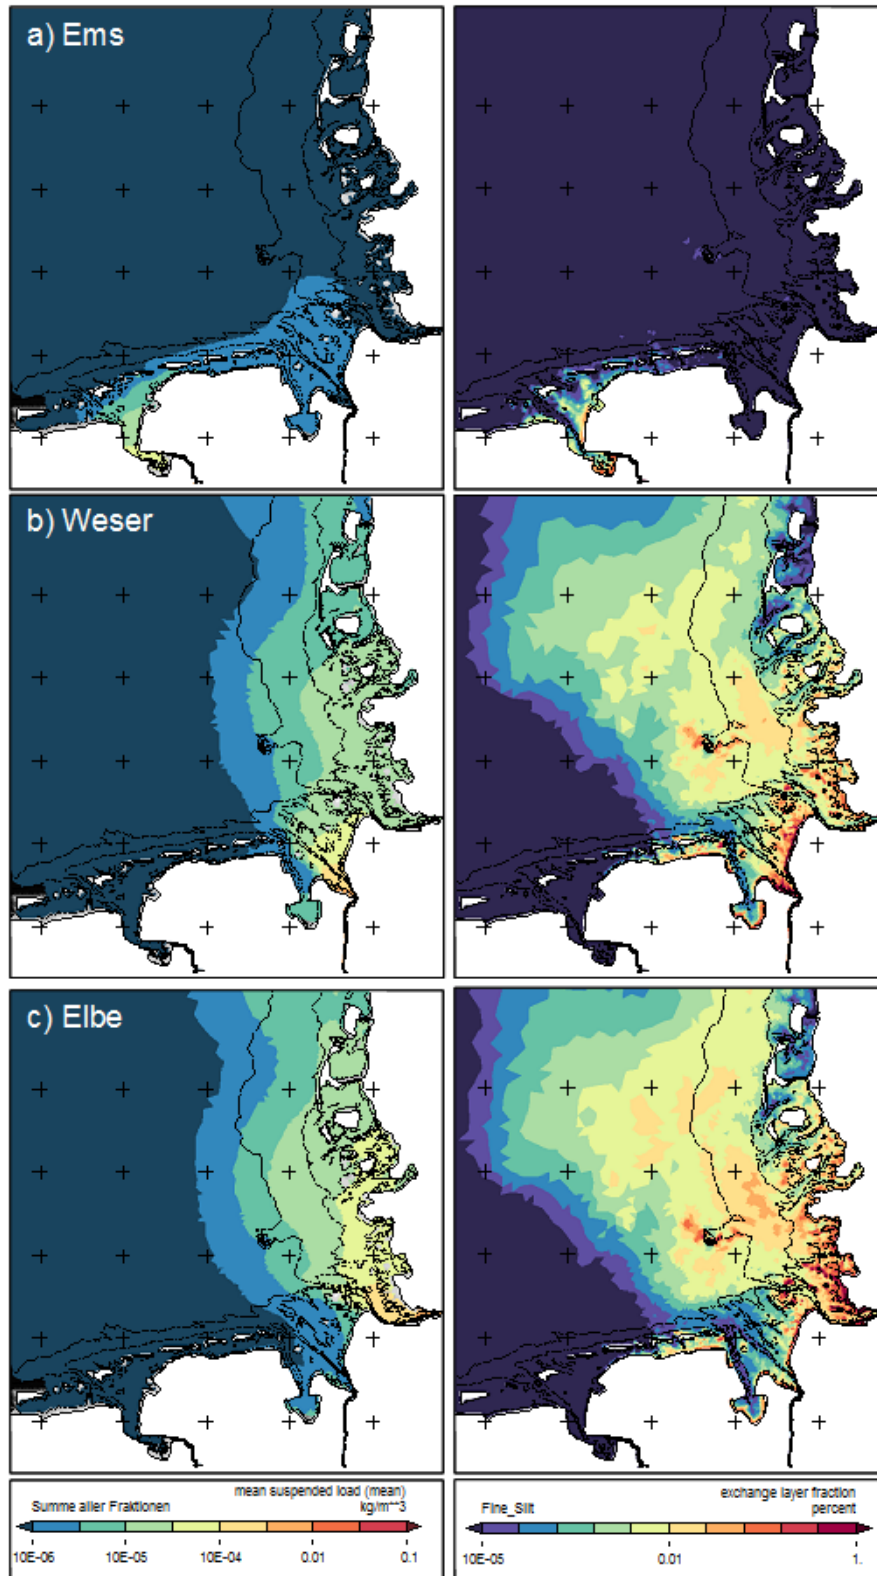 a) Ems
b) Weser
c) Elbe
mean suspended load (mean)
Summe aller Fraktionen kg/m**3
10E-06 10E-05 10E-04 0.01 0.1
exchange layer fraction
Fine_Silt percent
10E-05 0.01 1.